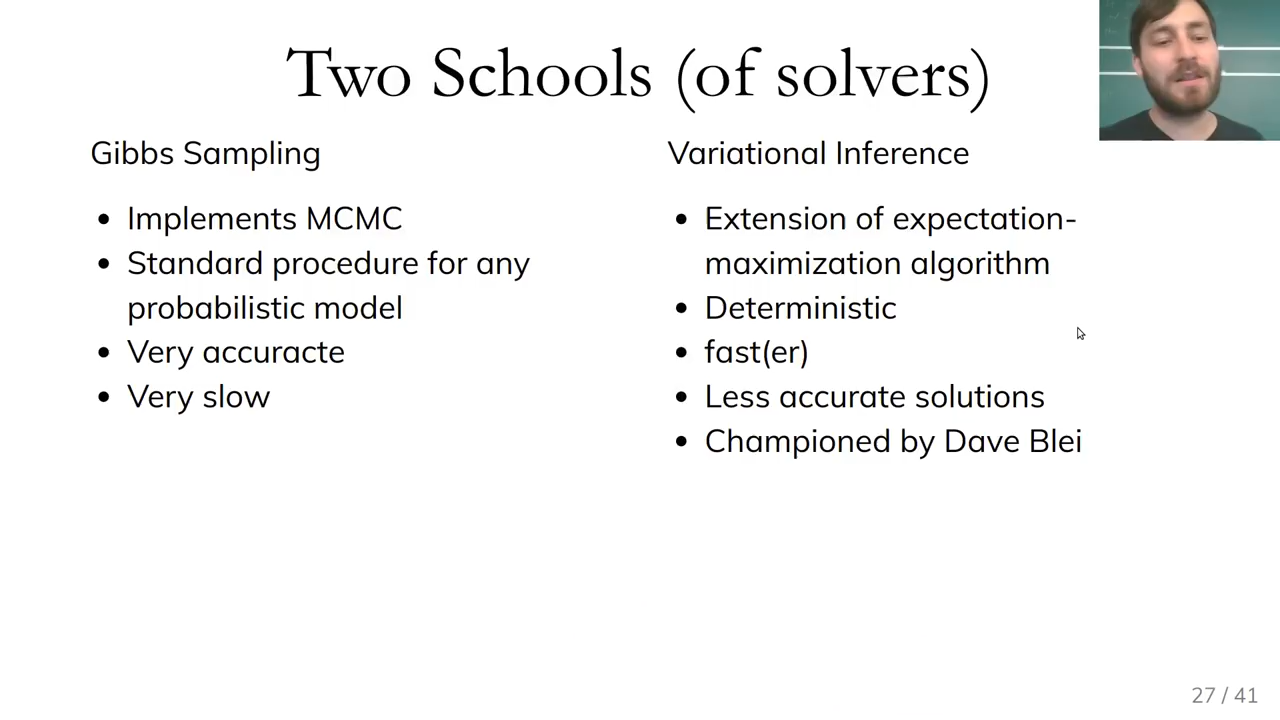 Two Schools (of solvers)
Gibbs Sampling
• Implements MCMC
• Standard procedure for any
probabilistic model
• Very accuracte
• Very slow
Variational Inference
• Extension of expectation-
maximization algorithm
• Deterministic
• fast(er)
• Less accurate solutions
• Championed by Dave Blei
27 / 41